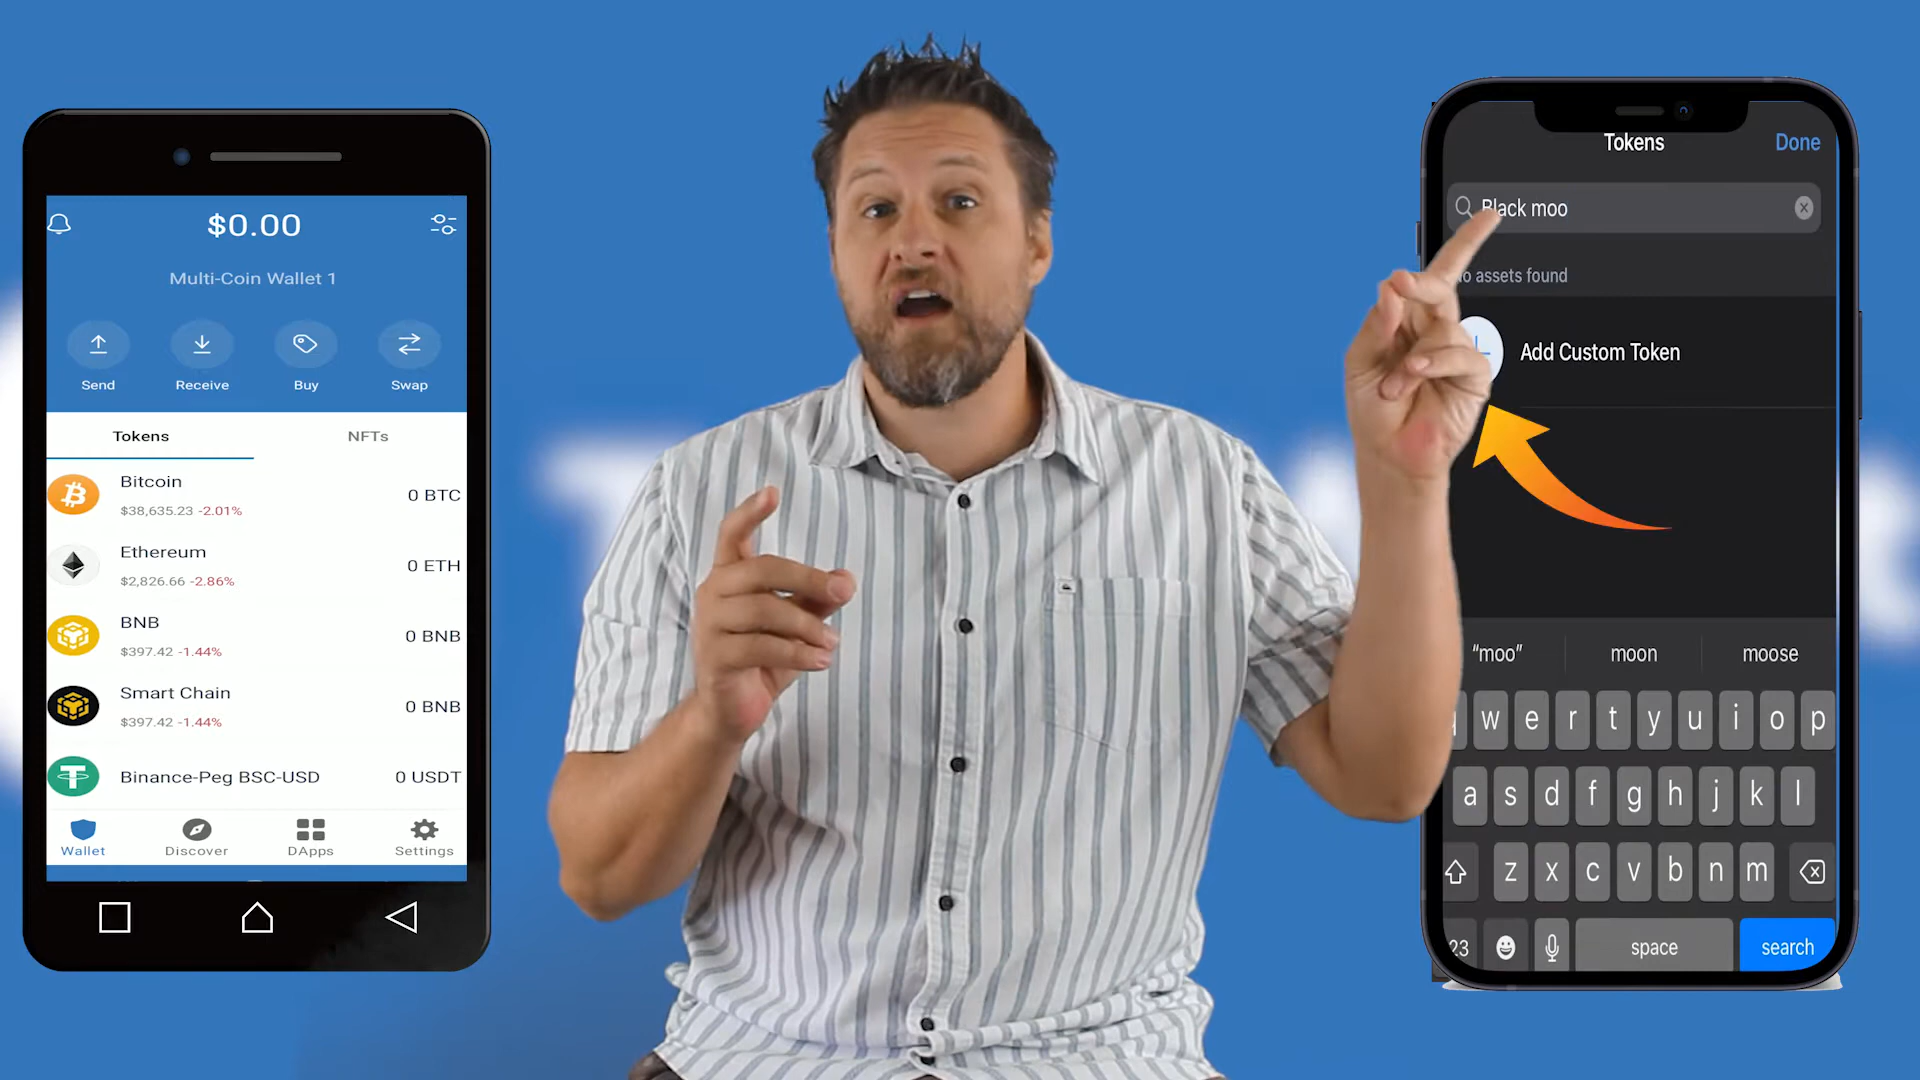 $0.00
Multi-Coin Wallet 1
Send
Receive
Buy
Swap
Tokens
NFTs
Bitcoin
$38,635.23 -2.01%
0 BTC
Ethereum
$2,826.66 -2.86%
0 ETH
BNB
$397.42 -1.44%
0 BNB
Smart Chain
$397.42 -1.44%
0 BNB
Binance-Peg BSC-USD
0 USDT
Wallet
Discover
DApps
Settings
Tokens
Done
Black moo
assets found
Add Custom Token
“moo”
moon
moose
w e r t y u i o p
a s d f g h j k l
z x c v b n m
23
space
search